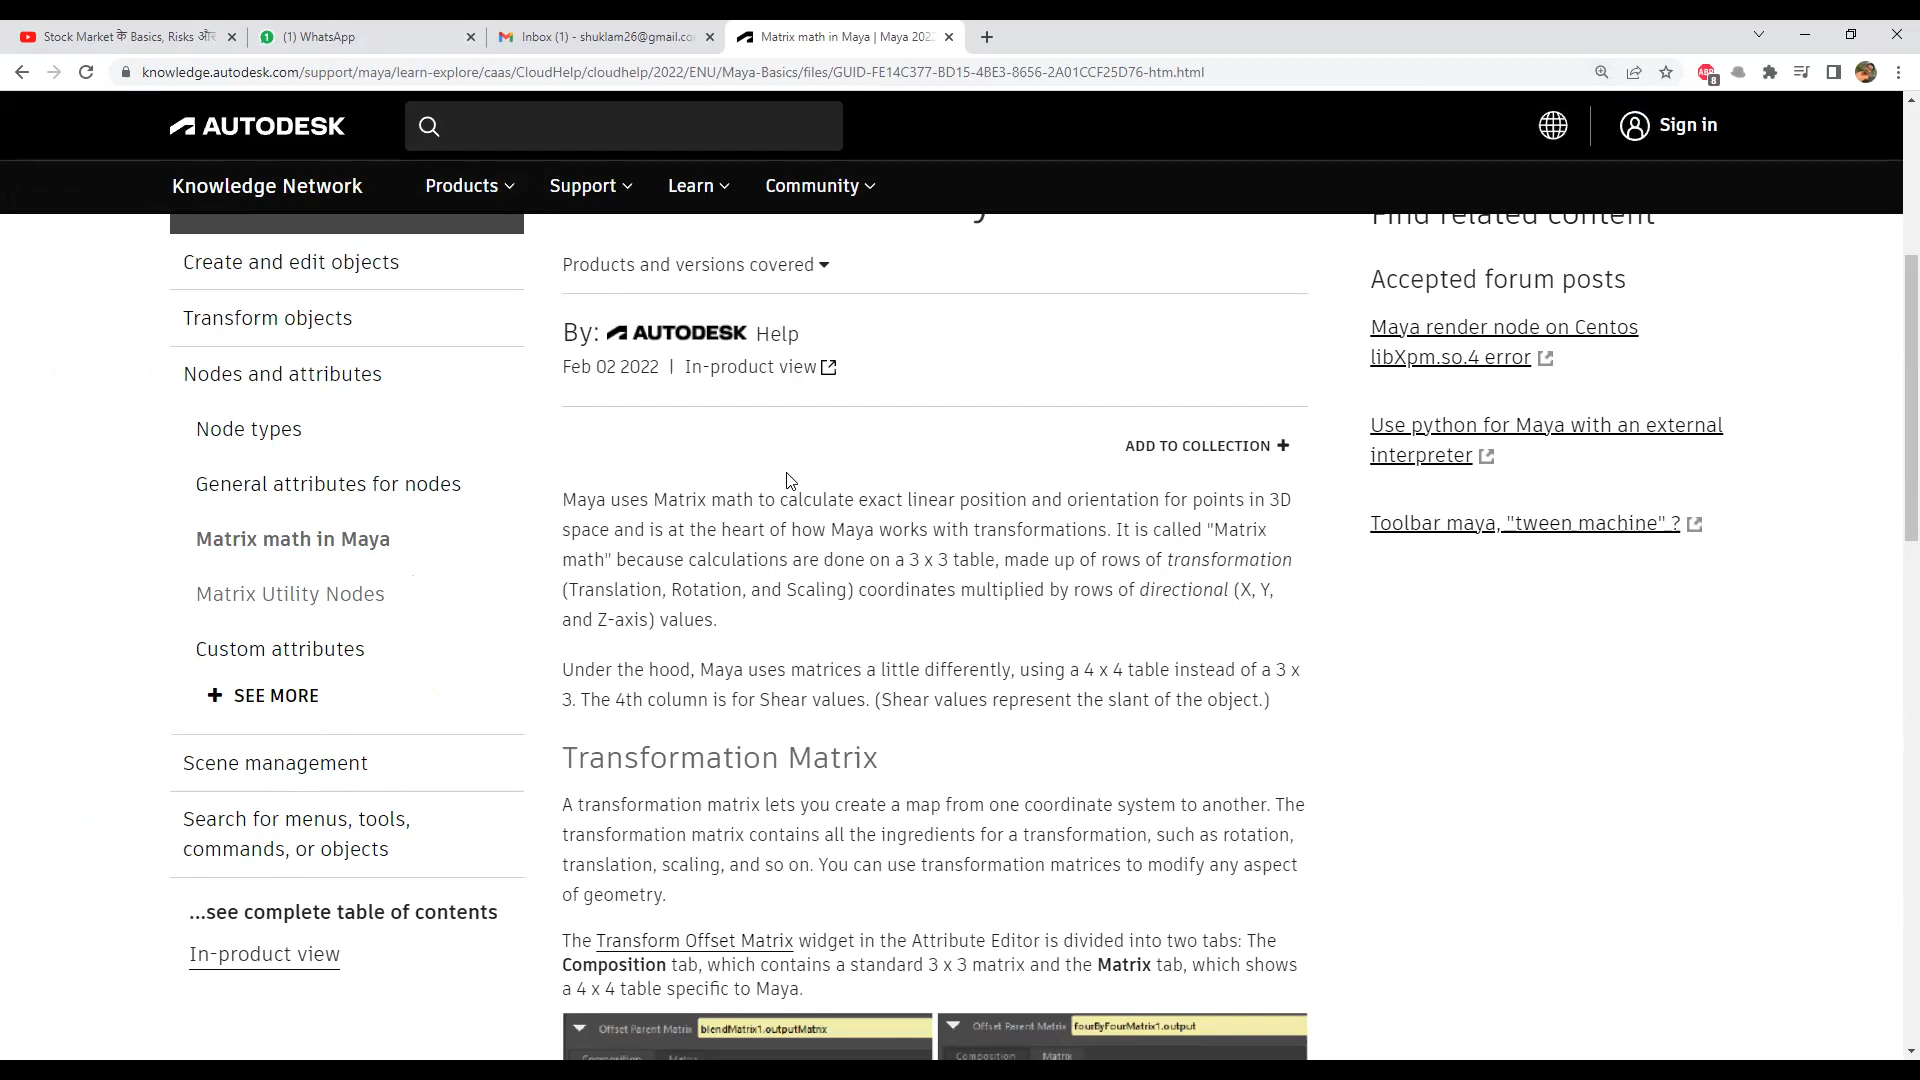 Stock Market के Basics, Risks और
(1) WhatsApp
Inbox (1) - shuklam26@gmail.co
Matrix math in Maya | Maya 202
knowledge.autodesk.com/support/maya/learn-explore/caas/CloudHelp/cloudhelp/2022/ENU/Maya-Basics/files/GUID-FE14C377-BD15-4BE3-8656-2A01CCF25D76-htm.html
ABP
8
AUTODESK
Sign in
Knowledge Network
Products
Support
Learn
Community
Create and edit objects
Transform objects
Nodes and attributes
Node types
General attributes for nodes
Matrix math in Maya
Matrix Utility Nodes
Custom attributes
+ SEE MORE
Scene management
Search for menus, tools,
commands, or objects
...see complete table of contents
In-product view
Products and versions covered
By: AUTODESK Help
Feb 02 2022 | In-product view
ADD TO COLLECTION +
Maya uses Matrix math to calculate exact linear position and orientation for points in 3D
space and is at the heart of how Maya works with transformations. It is called "Matrix
math" because calculations are done on a 3 x 3 table, made up of rows of transformation
(Translation, Rotation, and Scaling) coordinates multiplied by rows of directional (X, Y,
and Z-axis) values.
Under the hood, Maya uses matrices a little differently, using a 4 x 4 table instead of a 3 x
3. The 4th column is for Shear values. (Shear values represent the slant of the object.)
Transformation Matrix
A transformation matrix lets you create a map from one coordinate system to another. The
transformation matrix contains all the ingredients for a transformation, such as rotation,
translation, scaling, and so on. You can use transformation matrices to modify any aspect
of geometry.
The Transform Offset Matrix widget in the Attribute Editor is divided into two tabs: The
Composition tab, which contains a standard 3 x 3 matrix and the Matrix tab, which shows
a 4 x 4 table specific to Maya.
Offset Parent Matrix blendMatrix1.outputMatrix
Offset Parent Matrix fourByFourMatrix1.output
Composition Matrix
Find related content
Accepted forum posts
Maya render node on Centos
libXpm.so.4 error
Use python for Maya with an external
interpreter
Toolbar maya, "tween machine" ?